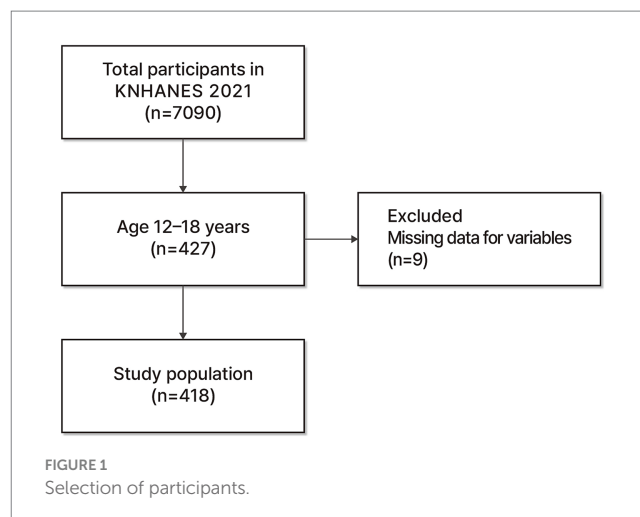 Total participants in
KNHANES 2021
(n=7090)
Age 12–18 years
(n=427)
Excluded
Missing data for variables
(n=9)
Study population
(n=418)
FIGURE 1
Selection of participants.